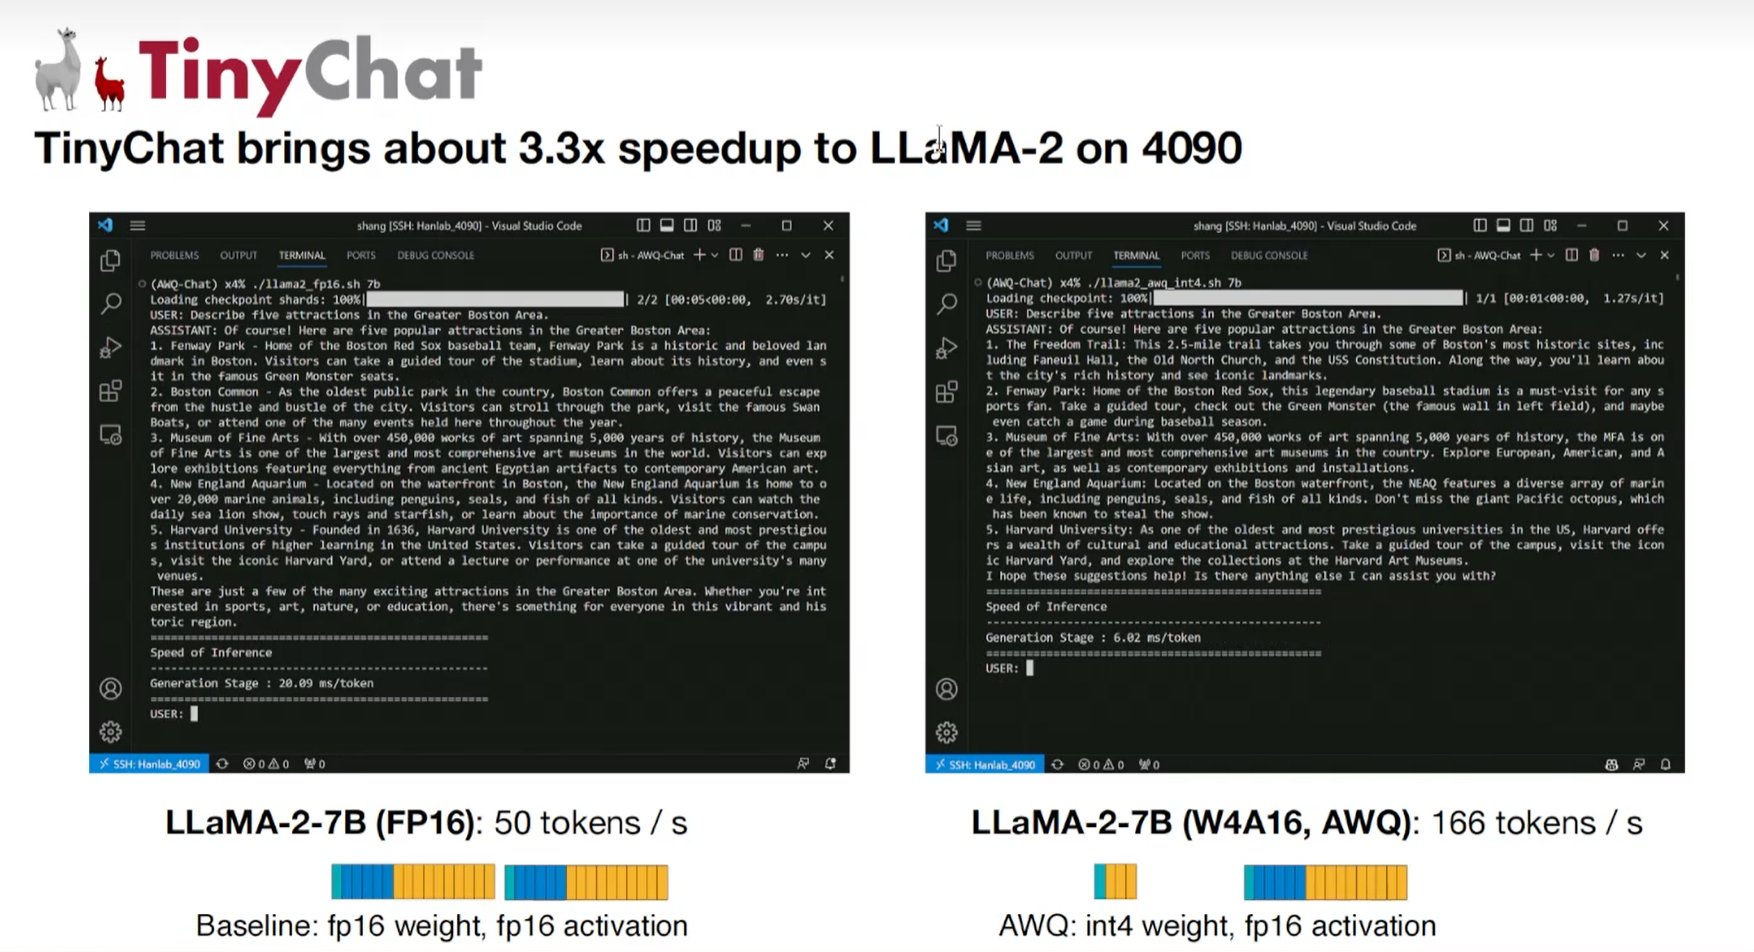 TinyChat
TinyChat brings about 3.3x speedup to LLaMA-2 on 4090
shang [SSH: Hanlab_4090] - Visual Studio Code
PROBLEMS OUTPUT TERMINAL PORTS DEBUG CONSOLE sh - AWQ-Chat
(AWQ-Chat) x4% ./llama2_fp16.sh 7b
Loading checkpoint shards: 100%| | 2/2 [00:05<00:00, 2.70s/it]
USER: Describe five attractions in the Greater Boston Area.
ASSISTANT: Of course! Here are five popular attractions in the Greater Boston Area:
1. Fenway Park - Home of the Boston Red Sox baseball team, Fenway Park is a historic and beloved lan
dmark in Boston. Visitors can take a guided tour of the stadium, learn about its history, and even s
it in the famous Green Monster seats.
2. Boston Common - As the oldest public park in the country, Boston Common offers a peaceful escape
from the hustle and bustle of the city. Visitors can stroll through the park, visit the famous Swan
Boats, or attend one of the many events held here throughout the year.
3. Museum of Fine Arts - With over 450,000 works of art spanning 5,000 years of history, the Museum
of Fine Arts is one of the largest and most comprehensive art museums in the world. Visitors can exp
lore exhibitions featuring everything from ancient Egyptian artifacts to contemporary American art.
4. New England Aquarium - Located on the waterfront in Boston, the New England Aquarium is home to o
ver 20,000 marine animals, including penguins, seals, and fish of all kinds. Visitors can watch the
daily sea lion show, touch rays and starfish, or learn about the importance of marine conservation.
5. Harvard University - Founded in 1636, Harvard University is one of the oldest and most prestigiou
s institutions of higher learning in the United States. Visitors can take a guided tour of the campu
s, visit the iconic Harvard Yard, or attend a lecture or performance at one of the university's many
venues.
These are just a few of the many exciting attractions in the Greater Boston Area. Whether you're int
erested in sports, art, nature, or education, there's something for everyone in this vibrant and his
toric region.
==================================================
Speed of Inference
--------------------------------------------------
Generation Stage : 20.09 ms/token
==================================================
USER:
SSH: Hanlab_4090 0 0 0
shang [SSH: Hanlab_4090] - Visual Studio Code
PROBLEMS OUTPUT TERMINAL PORTS DEBUG CONSOLE sh - AWQ-Chat
(AWQ-Chat) x4% ./llama2_awq_int4.sh 7b
Loading checkpoint: 100%| | 1/1 [00:01<00:00, 1.27s/it]
USER: Describe five attractions in the Greater Boston Area.
ASSISTANT: Of course! Here are five popular attractions in the Greater Boston Area:
1. The Freedom Trail: This 2.5-mile trail takes you through some of Boston's most historic sites, inc
luding Faneuil Hall, the Old North Church, and the USS Constitution. Along the way, you'll learn abou
t the city's rich history and see iconic landmarks.
2. Fenway Park: Home of the Boston Red Sox, this legendary baseball stadium is a must-visit for any s
ports fan. Take a guided tour, check out the Green Monster (the famous wall in left field), and maybe
even catch a game during baseball season.
3. Museum of Fine Arts: With over 450,000 works of art spanning 5,000 years of history, the MFA is on
e of the largest and most comprehensive art museums in the country. Explore European, American, and A
sian art, as well as contemporary exhibitions and installations.
4. New England Aquarium: Located on the Boston waterfront, the NEAQ features a diverse array of marin
e life, including penguins, seals, and fish of all kinds. Don't miss the giant Pacific octopus, which
has been known to steal the show.
5. Harvard University: As one of the oldest and most prestigious universities in the US, Harvard offe
rs a wealth of cultural and educational attractions. Take a guided tour of the campus, visit the icon
ic Harvard Yard, and explore the collections at the Harvard Art Museums.
I hope these suggestions help! Is there anything else I can assist you with?
==================================================
Speed of Inference
--------------------------------------------------
Generation Stage : 6.02 ms/token
==================================================
USER:
SSH: Hanlab_4090 0 0 0
LLaMA-2-7B (FP16): 50 tokens / s
Baseline: fp16 weight, fp16 activation
LLaMA-2-7B (W4A16, AWQ): 166 tokens / s
AWQ: int4 weight, fp16 activation